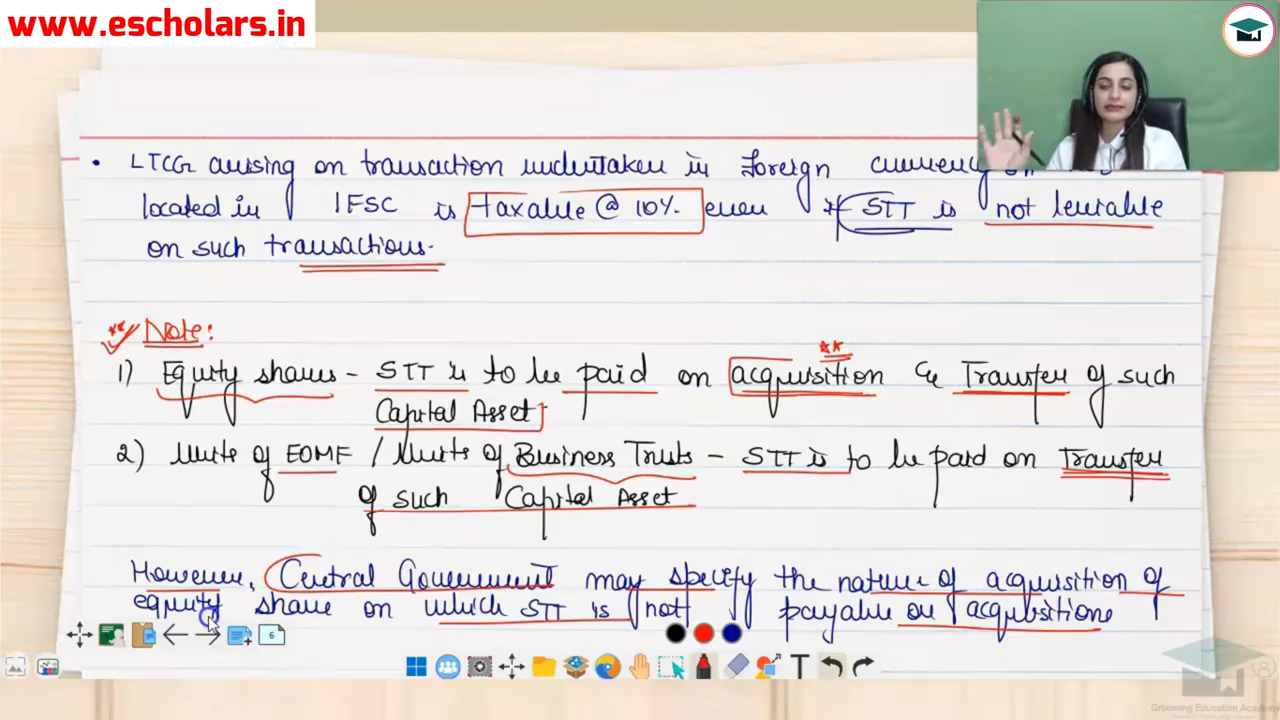 www.escholars.in
• LTCG arising on transaction undertaken in foreign currency on
located in IFSC is taxable @ 10% even if STT is not leviable
on such transactions.
Note:
1) Equity shares - STT is to be paid on acquisition & Transfer of such
Capital Asset
2) Units of EOMF / Units of Business Trusts - STT is to be paid on Transfer
of such Capital Asset
However, Central Government may specify the nature of acquisition of
equity share on which STT is not payable on acquisition
6
Grooming Education Academy